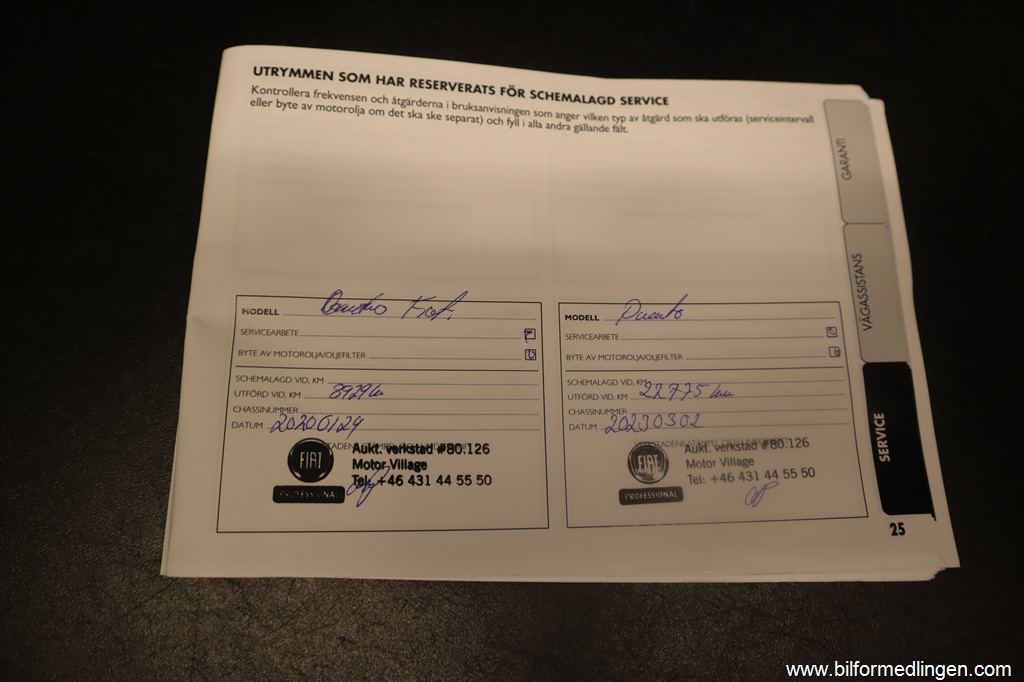 UTRYMMEN SOM HAR RESERVERATS FÖR SCHEMALAGD SERVICE
Kontrollera frekvensen och åtgärderna i bruksanvisningen som anger vilken typ av åtgärd som ska utföras (serviceintervall
eller byte av motorolja om det ska ske separat) och fyll i alla andra gällande fält.
GARANTI
VÄGASSISTANS
SERVICE
MODELL
SERVICEARBETE
BYTE AV MOTOROLJA/OLJEFILTER
SCHEMALAGD VID, KM
UTFÖRD VID, KM
CHASSINUMMER
DATUM 20200129
FIAT
PROFESSIONAL
Aukt. verkstad #80.126
Motor Village
Tel: +46 431 44 55 50
MODELL Ducato
SERVICEARBETE
BYTE AV MOTOROLJA/OLJEFILTER
SCHEMALAGD VID, KM
UTFÖRD VID, KM 22775 km
CHASSINUMMER
DATUM 20230302
FIAT
PROFESSIONAL
Aukt. verkstad #80.126
Motor Village
Tel: +46 431 44 55 50
25
www.bilformedlingen.com